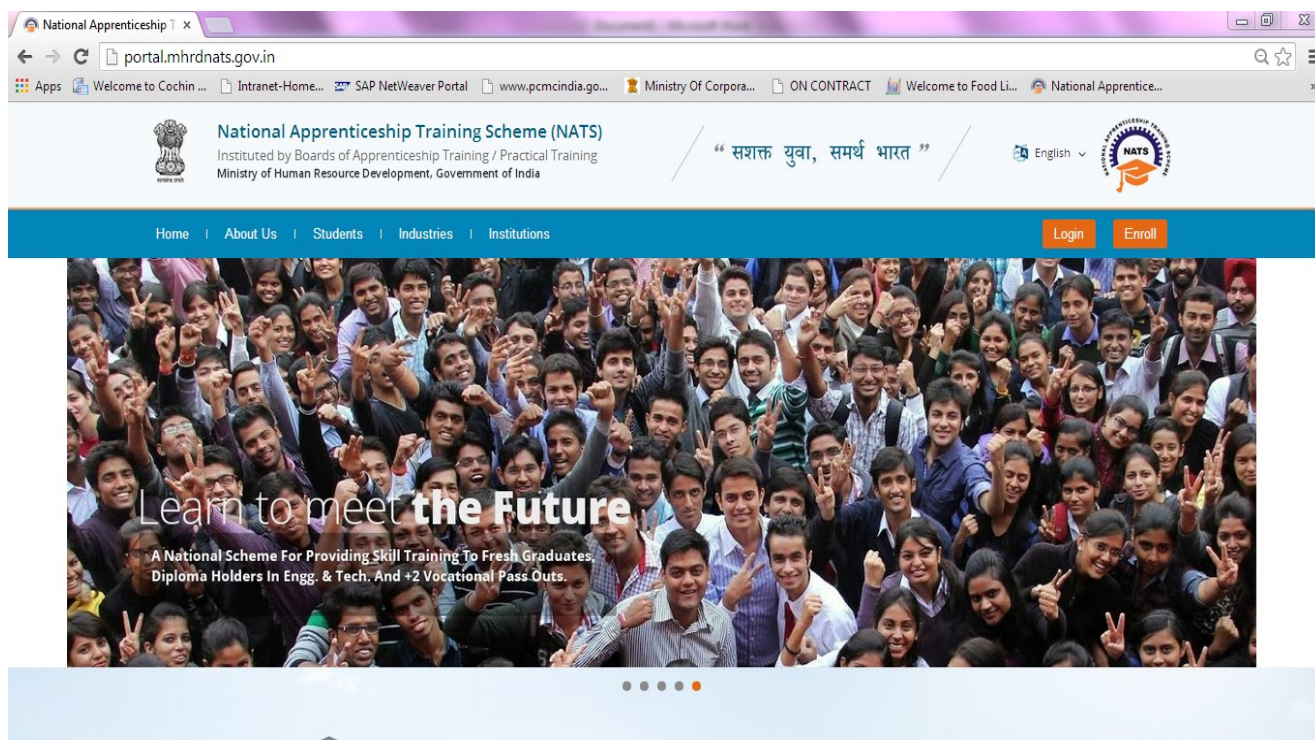 National Apprenticeship T
portal.mhrdnats.gov.in
Apps Welcome to Cochin ... Intranet-Home... SAP NetWeaver Portal www.pcmcindia.go... Ministry Of Corpora... ON CONTRACT Welcome to Food Li... National Apprentice...
National Apprenticeship Training Scheme (NATS)
Instituted by Boards of Apprenticeship Training / Practical Training
Ministry of Human Resource Development, Government of India
“ सशक्त युवा, समर्थ भारत ”
English
NATIONAL APPRENTICESHIP TRAINING SCHEME
NATS
Home About Us Students Industries Institutions Login Enroll
Learn to meet the Future
A National Scheme For Providing Skill Training To Fresh Graduates,
Diploma Holders In Engg. & Tech. And +2 Vocational Pass Outs.